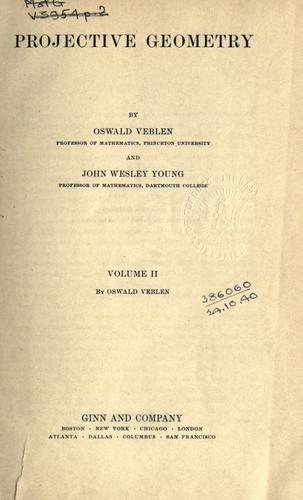 V3954p.2
PROJECTIVE GEOMETRY
BY
OSWALD VEBLEN
PROFESSOR OF MATHEMATICS, PRINCETON UNIVERSITY
AND
JOHN WESLEY YOUNG
PROFESSOR OF MATHEMATICS, DARTMOUTH COLLEGE
VOLUME II
BY OSWALD VEBLEN
386060
14.10.40
GINN AND COMPANY
BOSTON · NEW YORK · CHICAGO · LONDON
ATLANTA · DALLAS · COLUMBUS · SAN FRANCISCO